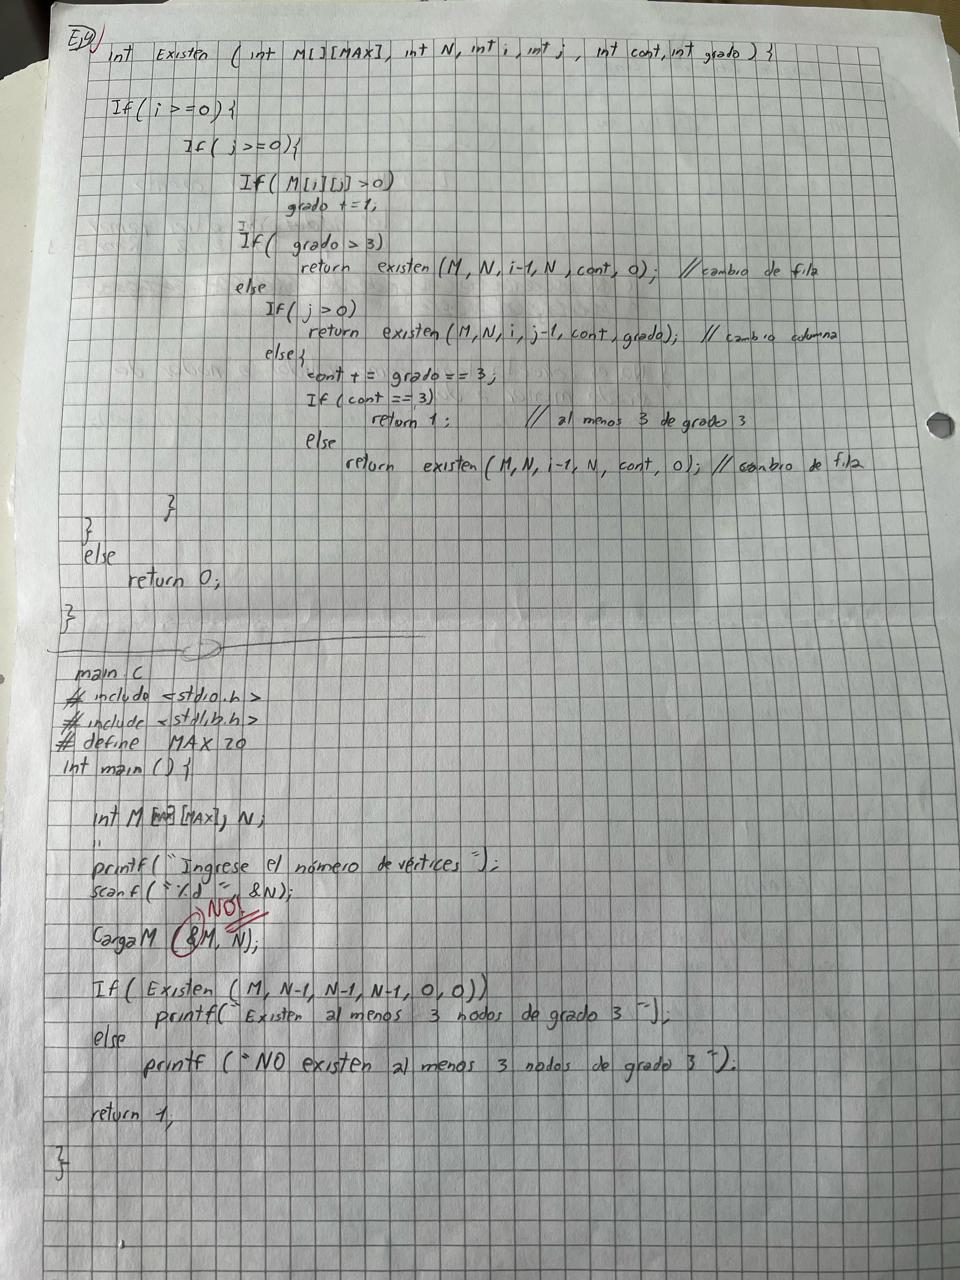 Ej4)
int Existen ( int M[][MAX], int N, int i, int j, int cont, int grado ) {
If( i >=0){
If( j >=0){
If( M[i][j] >0)
grado +=1;
If( grado > 3)
return existen (M, N, i-1, N, cont, 0); //cambio de fila
else
If( j >0)
return existen (M, N, i, j-1, cont, grado); // cambio columna
else{
cont += grado == 3;
If (cont == 3)
return 1; // al menos 3 de grado 3
else
return existen (M, N, i-1, N, cont, 0); // cambio de fila
}
}
else
return 0;
}
main.c
# include <stdio.h>
# include <stdlib.h>
# define MAX 20
int main () {
int M [MAX], N;
printf( "Ingrese el número de vértices ");
scanf ( "%d ", &N);
NO!
CargaM (&M, N);
If( Existen ( M, N-1, N-1, N-1, 0, 0))
printf( "Existen al menos 3 nodos de grado 3 ");
else
printf ( "NO existen al menos 3 nodos de grado 3 ");
return 1;
}